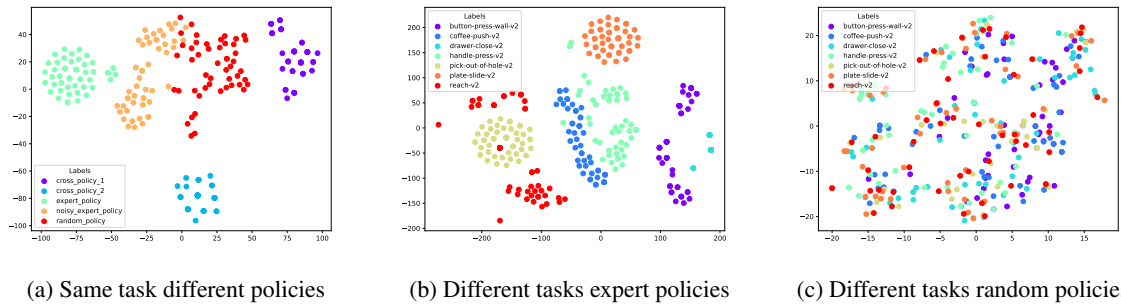 Labels
cross_policy_1
cross_policy_2
expert_policy
noisy_expert_policy
random_policy
40
20
0
−20
−40
−60
−80
−100
−100 −75 −50 −25 0 25 50 75 100
(a) Same task different policies
Labels
button-press-wall-v2
coffee-push-v2
drawer-close-v2
handle-press-v2
pick-out-of-hole-v2
plate-slide-v2
reach-v2
200
150
100
50
0
−50
−100
−150
−200
−200 −100 0 100 200
(b) Different tasks expert policies
Labels
button-press-wall-v2
coffee-push-v2
drawer-close-v2
handle-press-v2
pick-out-of-hole-v2
plate-slide-v2
reach-v2
20
10
0
−10
−20
−20 −15 −10 −5 0 5 10 15
(c) Different tasks random policie